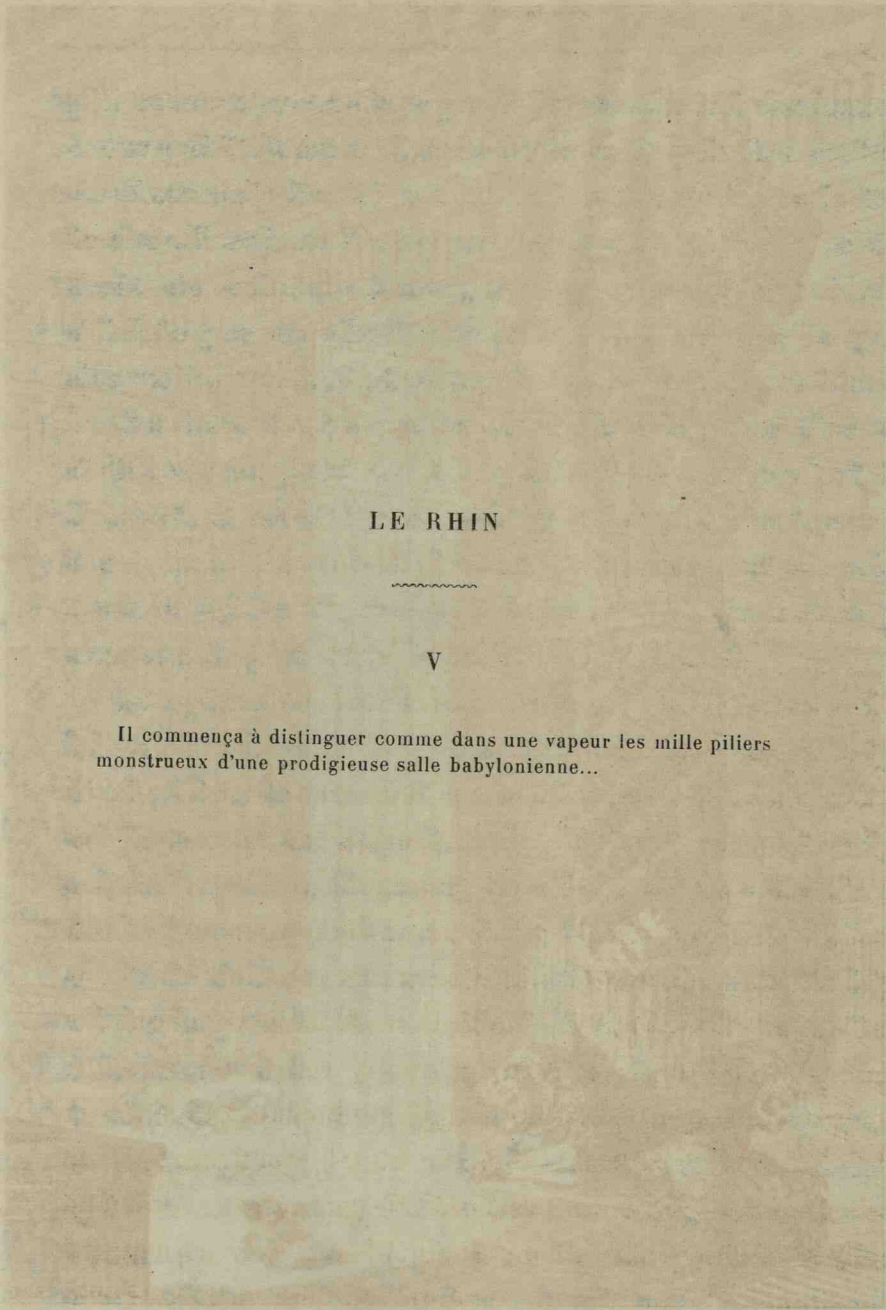 LE RHIN
V
Il commença à distinguer comme dans une vapeur les mille piliers
monstrueux d'une prodigieuse salle babylonienne...